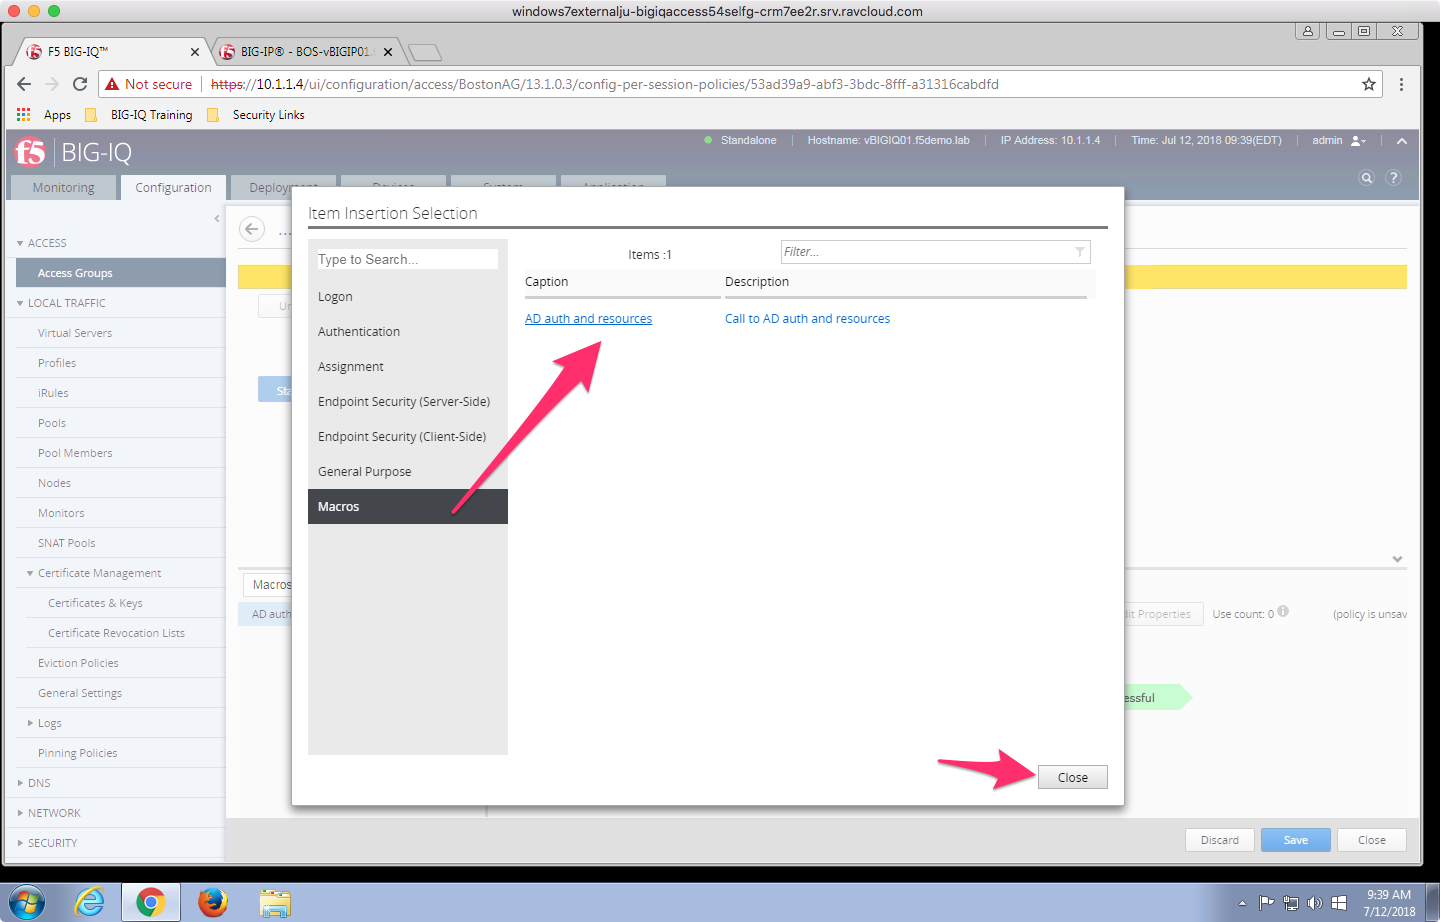 windows7externalju-bigiqaccess54selfg-crm7ee2r.srv.ravcloud.com
F5 BIG-IQ™
BIG-IP® - BOS-vBIGIP01.
Not secure
https://10.1.1.4/ui/configuration/access/BostonAG/13.1.0.3/config-per-session-policies/53ad39a9-abf3-3bdc-8fff-a31316cabdfd
Apps BIG-IQ Training Security Links
f5 BIG-IQ
Standalone Hostname: vBIGIQ01.f5demo.lab IP Address: 10.1.1.4 Time: Jul 12, 2018 09:39(EDT) admin
Monitoring Configuration Deployment Devices System Application
ACCESS
Access Groups
LOCAL TRAFFIC
Virtual Servers
Profiles
iRules
Pools
Pool Members
Nodes
Monitors
SNAT Pools
Certificate Management
Certificates & Keys
Certificate Revocation Lists
Eviction Policies
General Settings
Logs
Pinning Policies
DNS
NETWORK
SECURITY
...
Un
Sta
Macros
AD auth
Item Insertion Selection
Type to Search...
Logon
Authentication
Assignment
Endpoint Security (Server-Side)
Endpoint Security (Client-Side)
General Purpose
Macros
Items :1
Filter...
Caption Description
AD auth and resources Call to AD auth and resources
Close
dit Properties Use count: 0 (policy is unsav
essful
Discard Save Close
9:39 AM
7/12/2018